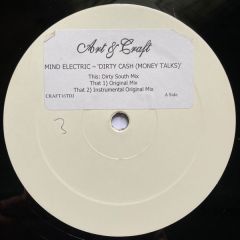 Art & Craft
MIND ELECTRIC – 'DIRTY CASH (MONEY TALKS)'
This: Dirty South Mix
That 1) Original Mix
That 2) Instrumental Original Mix
CRAFT16TDJ A Side
3